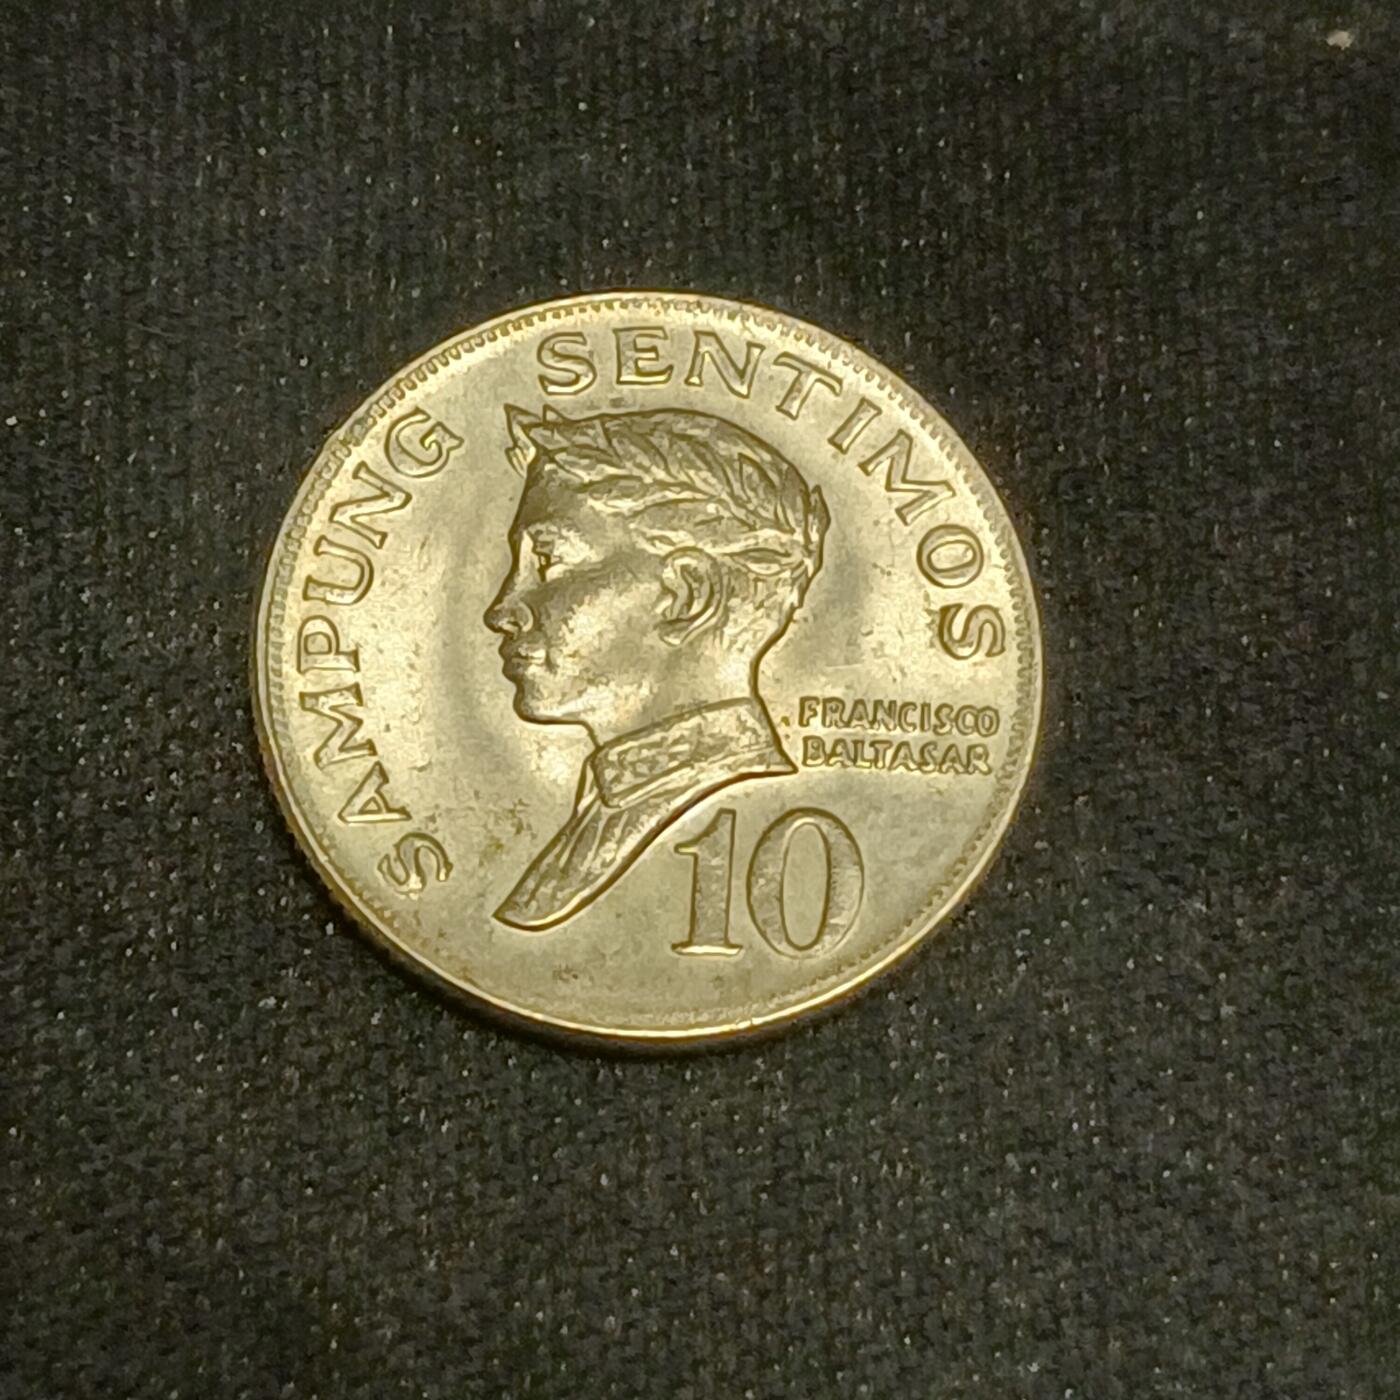 SAMPUNG SENTIMOS
FRANCISCO
BALTASAR
10